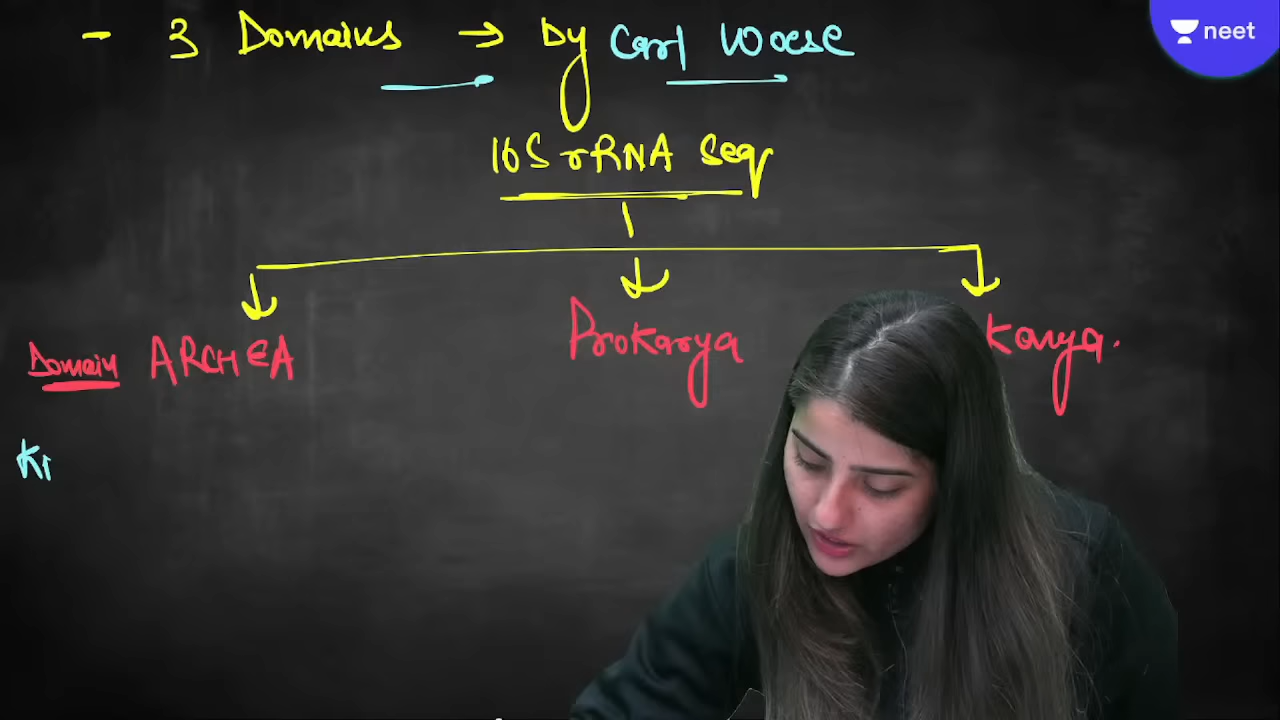 neet
- 3 Domains → by Carl Woese
16S rRNA Seq
Domain ARCHEA Prokarya Karya.
K